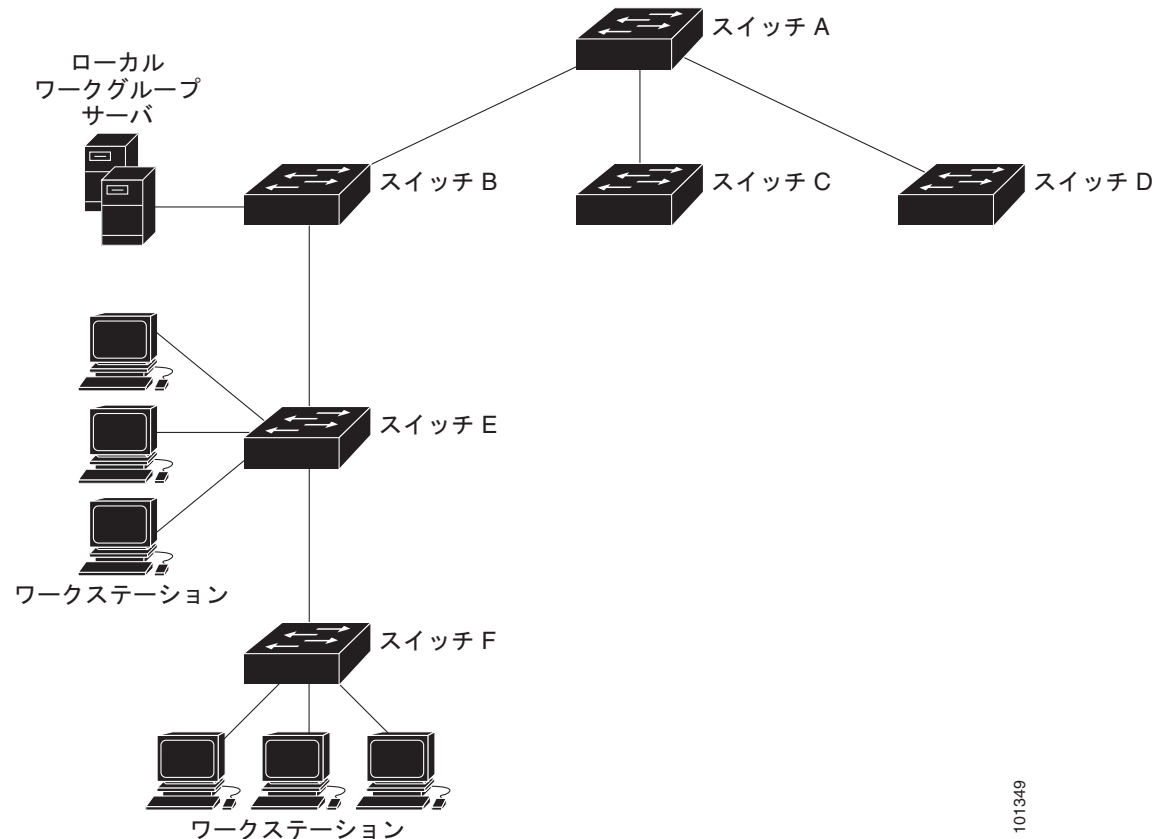 スイッチ A
ローカル
ワークグループ
サーバ
スイッチ B
スイッチ C
スイッチ D
スイッチ E
ワークステーション
スイッチ F
ワークステーション
101349